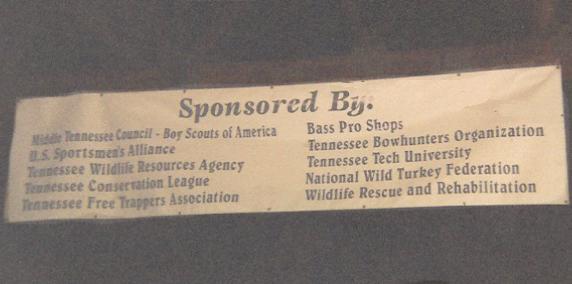 Sponsored By:
Middle Tennessee Council - Boy Scouts of America
U.S. Sportsmen's Alliance
Tennessee Wildlife Resources Agency
Tennessee Conservation League
Tennessee Free Trappers Association
Bass Pro Shops
Tennessee Bowhunters Organization
Tennessee Tech University
National Wild Turkey Federation
Wildlife Rescue and Rehabilitation